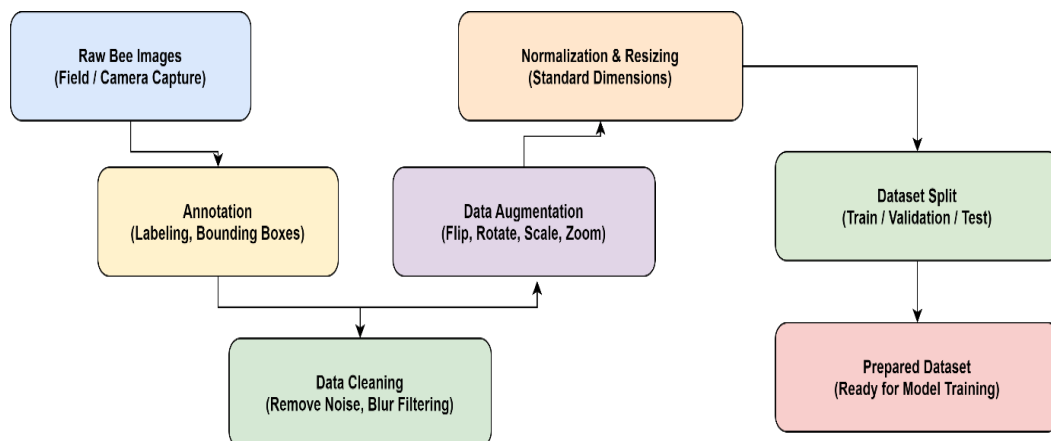 Raw Bee Images
(Field / Camera Capture)
Annotation
(Labeling, Bounding Boxes)
Data Cleaning
(Remove Noise, Blur Filtering)
Data Augmentation
(Flip, Rotate, Scale, Zoom)
Normalization & Resizing
(Standard Dimensions)
Dataset Split
(Train / Validation / Test)
Prepared Dataset
(Ready for Model Training)